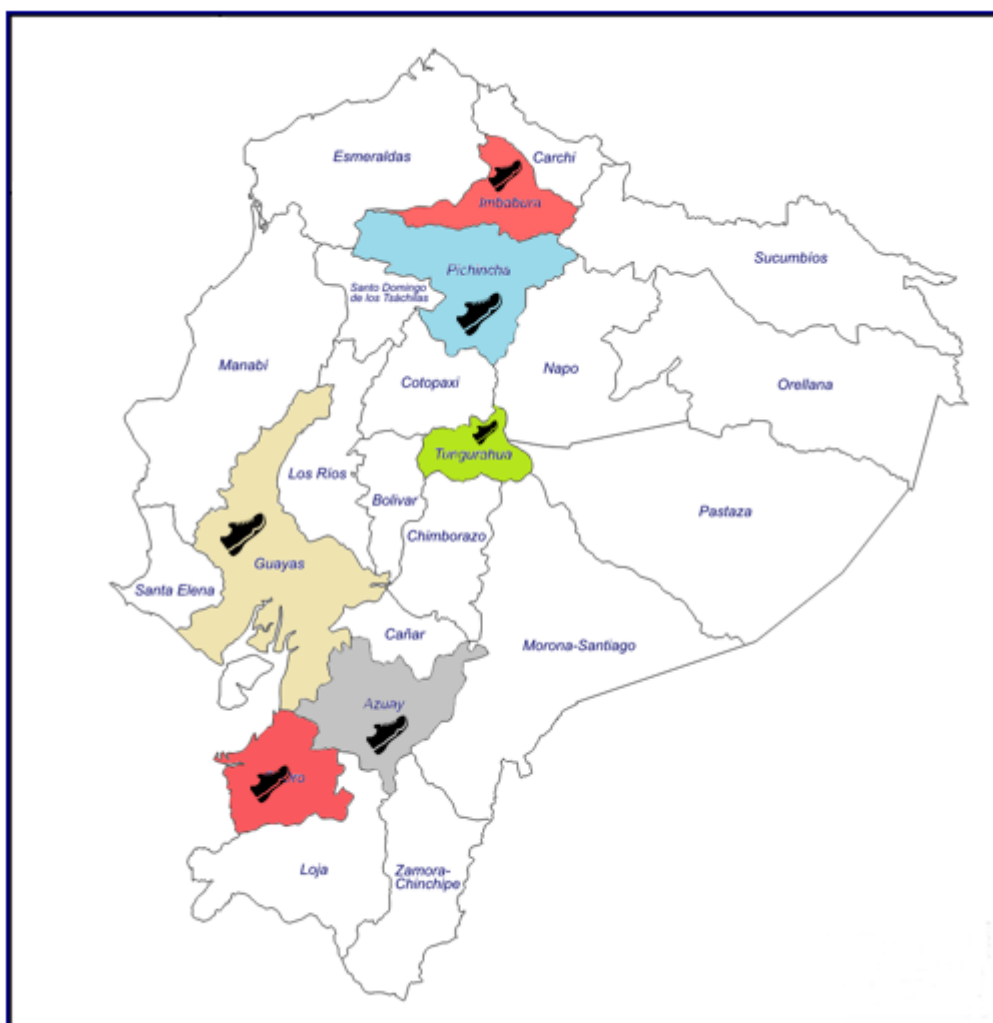 Esmeraldas
Carchi
Imbabura
Sucumbios
Pichincha
Santo Domingo
de los Tsáchilas
Manabí
Cotopaxi
Napo
Orellana
Tungurahua
Los Ríos
Bolívar
Pastaza
Chimborazo
Guayas
Santa Elena
Cañar
Morona-Santiago
Azuay
Loja
Zamora-
Chinchipe